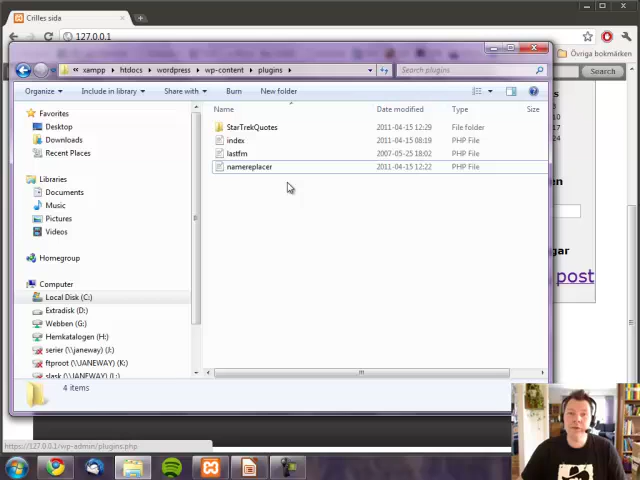 Crilles sida
127.0.0.1
Övriga bokmärken
« xampp ▸ htdocs ▸ wordpress ▸ wp-content ▸ plugins ▸
Search plugins
Search
Organize
Include in library
Share with
Burn
New folder
Favorites
Desktop
Downloads
Recent Places
Libraries
Documents
Music
Pictures
Videos
Homegroup
Computer
Local Disk (C:)
Extradisk (D:)
Webben (G:)
Hemkatalogen (H:)
serier (\\janeway) (J:)
ftproot (\\JANEWAY) (K:)
Name Date modified Type
StarTrekQuotes 2011-04-15 12:29 File folder
index 2011-04-15 08:19 PHP File
lastfm 2007-05-25 18:02 PHP File
namereplacer 2011-04-15 12:22 PHP File
en
gar
post
4 items
https://127.0.0.1/wp-admin/plugins.php